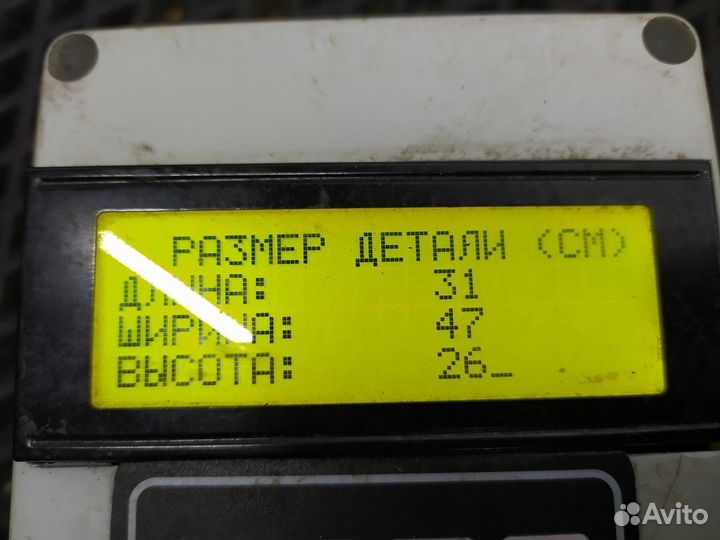 РАЗМЕР ДЕТАЛИ (СМ)
ДЛИНА: 31
ШИРИНА: 47
ВЫСОТА: 26_
Avito